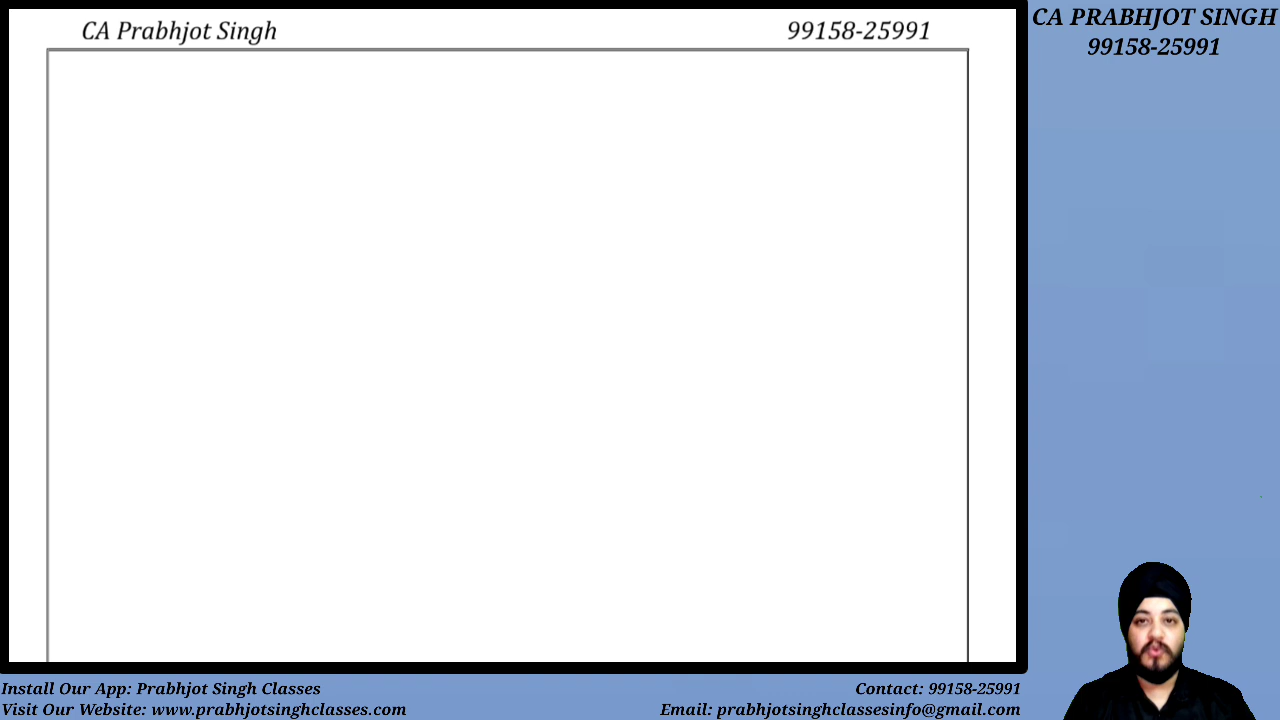 CA Prabhjot Singh 99158-25991
CA PRABHJOT SINGH
99158-25991
Install Our App: Prabhjot Singh Classes Contact: 99158-25991
Visit Our Website: www.prabhjotsinghclasses.com Email: prabhjotsinghclassesinfo@gmail.com